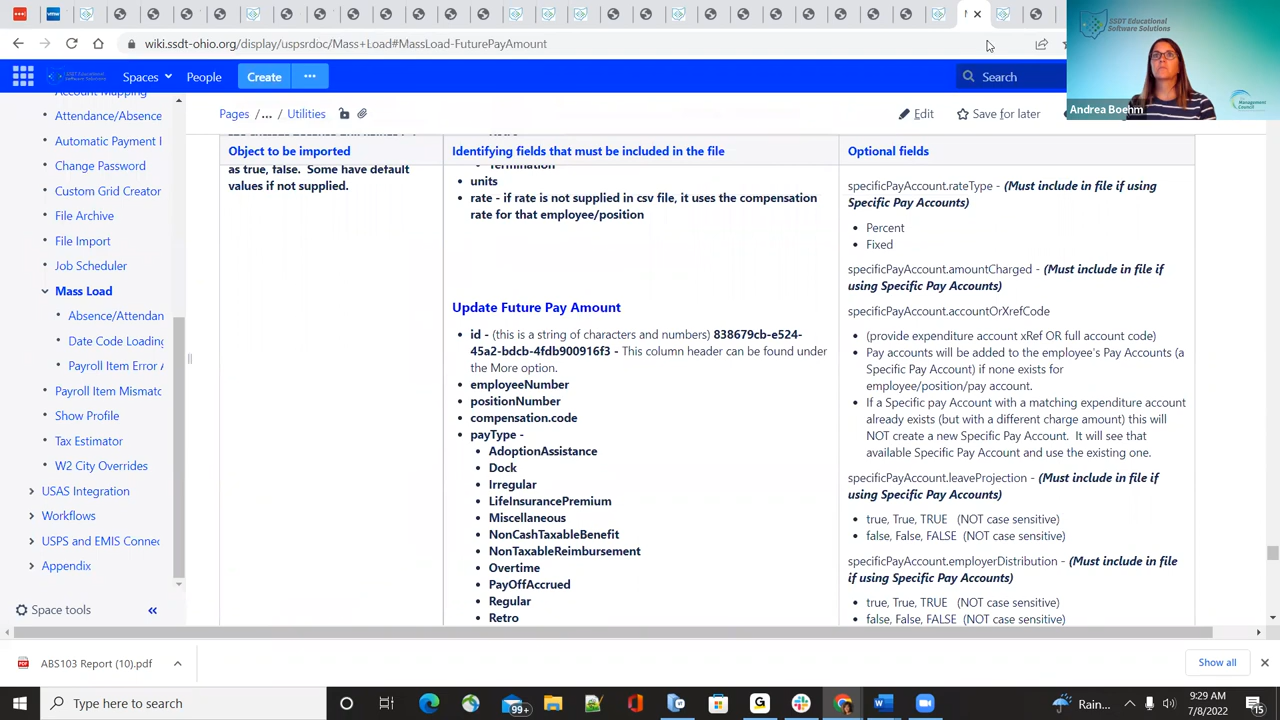 wiki.ssdt-ohio.org/display/uspsrdoc/Mass+Load#MassLoad-FuturePayAmount
SSDT Educational
Software Solutions
Management
Council
Andrea Boehm
Spaces
People
Create
Search
Pages / ... / Utilities
Edit
Save for later
Account Mapping
Attendance/Absence
Automatic Payment I
Change Password
Custom Grid Creator
File Archive
File Import
Job Scheduler
Mass Load
Absence/Attendan
Date Code Loading
Payroll Item Error A
Payroll Item Mismatc
Show Profile
Tax Estimator
W2 City Overrides
USAS Integration
Workflows
USPS and EMIS Connec
Appendix
Space tools
Object to be imported
Identifying fields that must be included in the file
Optional fields
as true, false. Some have default
values if not supplied.
Termination
units
rate - if rate is not supplied in csv file, it uses the compensation
rate for that employee/position
Update Future Pay Amount
id - (this is a string of characters and numbers) 838679cb-e524-
45a2-bdcb-4fdb900916f3 - This column header can be found under
the More option.
employeeNumber
positionNumber
compensation.code
payType -
AdoptionAssistance
Dock
Irregular
LifeInsurancePremium
Miscellaneous
NonCashTaxableBenefit
NonTaxableReimbursement
Overtime
PayOffAccrued
Regular
Retro
specificPayAccount.rateType - (Must include in file if using
Specific Pay Accounts)
Percent
Fixed
specificPayAccount.amountCharged - (Must include in file if
using Specific Pay Accounts)
specificPayAccount.accountOrXrefCode
(provide expenditure account xRef OR full account code)
Pay accounts will be added to the employee's Pay Accounts (a
Specific Pay Account) if none exists for
employee/position/pay account.
If a Specific pay Account with a matching expenditure account
already exists (but with a different charge amount) this will
NOT create a new Specific Pay Account. It will see that
available Specific Pay Account and use the existing one.
specificPayAccount.leaveProjection - (Must include in file if
using Specific Pay Accounts)
true, True, TRUE (NOT case sensitive)
false, False, FALSE (NOT case sensitive)
specificPayAccount.employerDistribution - (Must include in file
if using Specific Pay Accounts)
true, True, TRUE (NOT case sensitive)
false, False, FALSE (NOT case sensitive)
ABS103 Report (10).pdf
Show all
Type here to search
99+
Rain...
9:29 AM
7/8/2022
15